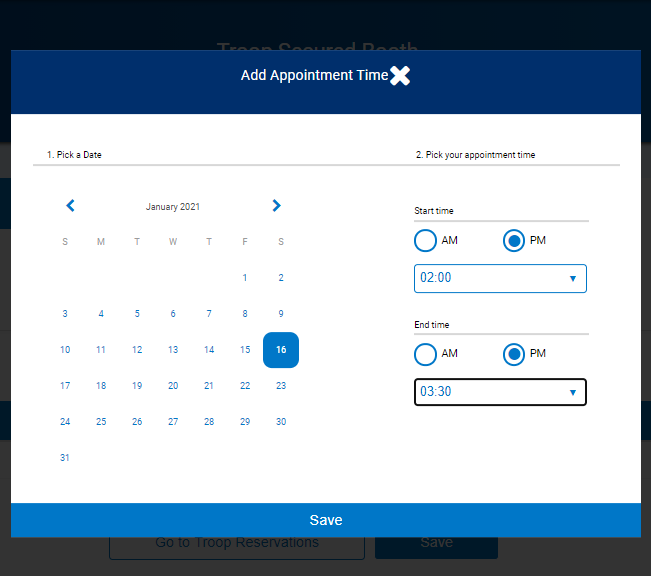 Troop Secured Booth
Add Appointment Time
1. Pick a Date
2. Pick your appointment time
January 2021
S M T W T F S
1 2
3 4 5 6 7 8 9
10 11 12 13 14 15 16
17 18 19 20 21 22 23
24 25 26 27 28 29 30
31
Start time
AM PM
02:00
End time
AM PM
03:30
Save
Go to Troop Reservations
Save